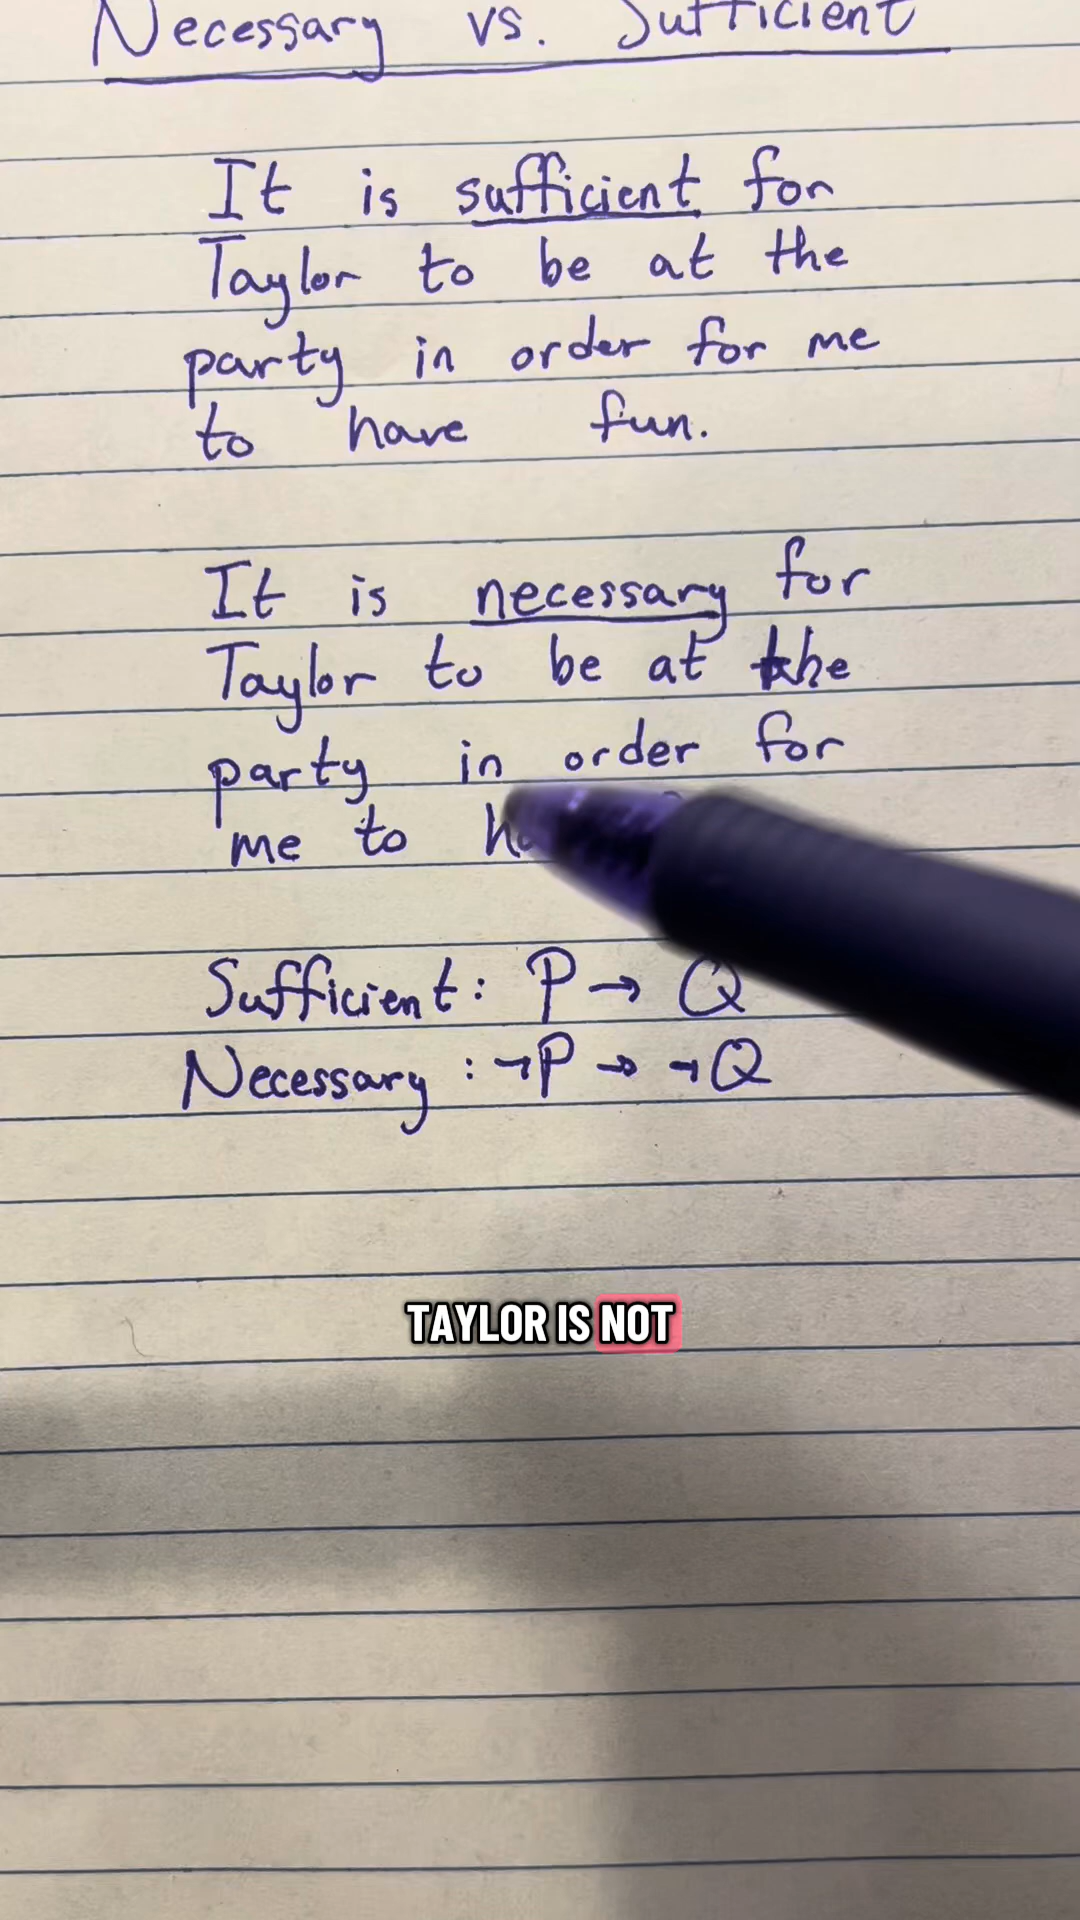 Necessary vs. Sufficient
It is sufficient for
Taylor to be at the
party in order for me
to have fun.
It is necessary for
Taylor to be at the
party in order for
me to
Sufficient: P → Q
Necessary: ¬P → ¬Q
TAYLOR IS NOT